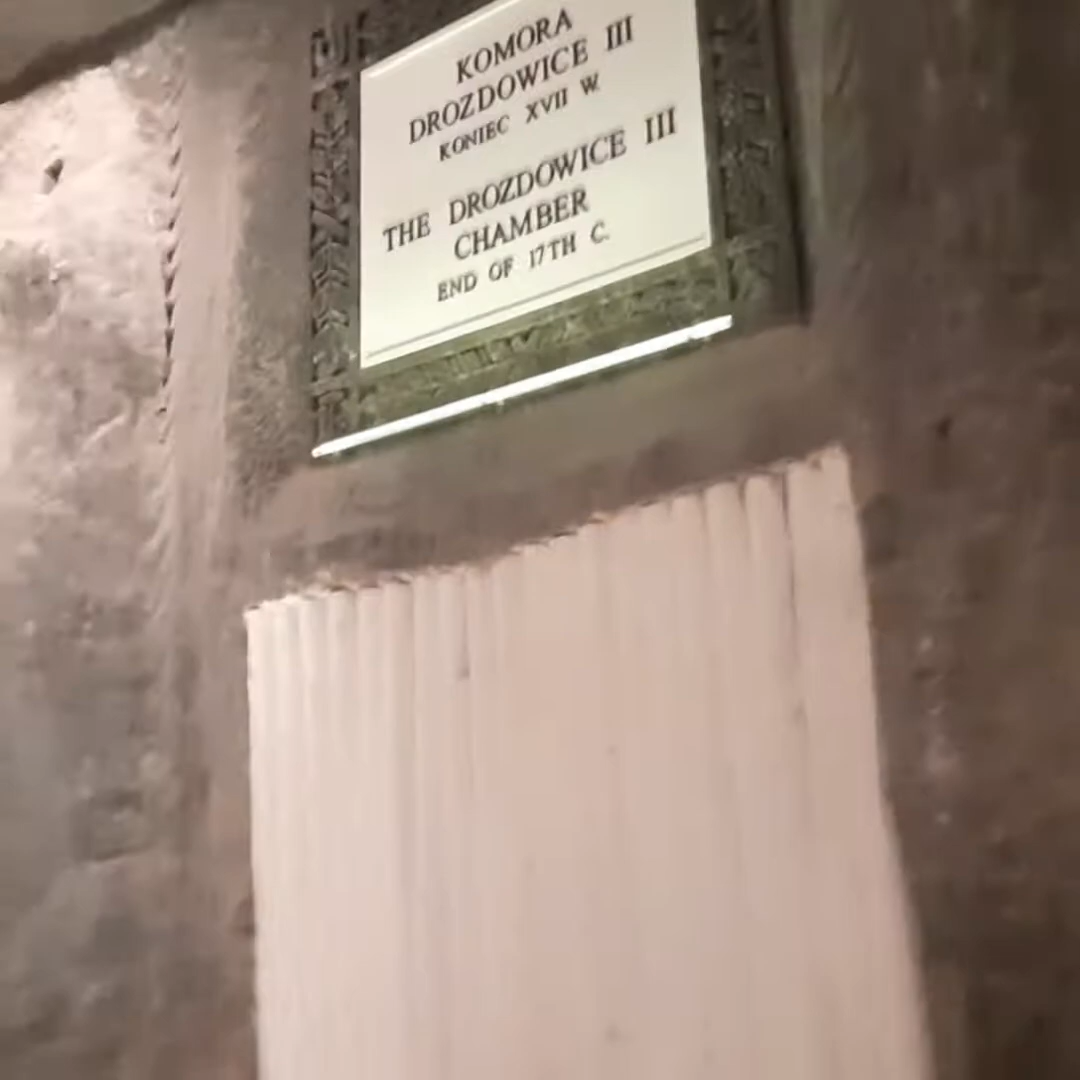 KOMORA
DROZDOWICE III
KONIEC XVII W.
THE DROZDOWICE III
CHAMBER
END OF 17TH C.